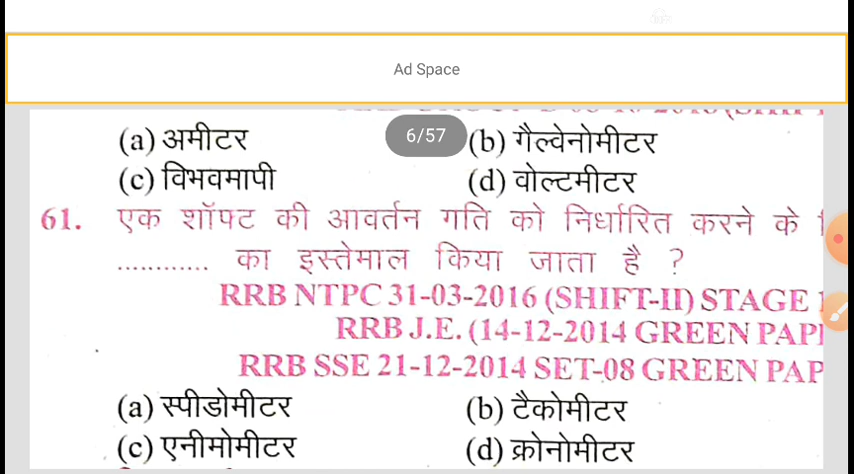 Ad Space
6/57
(a) अमीटर (b) गैल्वेनोमीटर
(c) विभवमापी (d) वोल्टमीटर
61. एक शॉफ्ट की आवर्तन गति को निर्धारित करने के
............ का इस्तेमाल किया जाता है ?
RRB NTPC 31-03-2016 (SHIFT-II) STAGE 1
RRB J.E. (14-12-2014 GREEN PAP
RRB SSE 21-12-2014 SET-08 GREEN PAP
(a) स्पीडोमीटर (b) टैकोमीटर
(c) एनीमोमीटर (d) क्रोनोमीटर